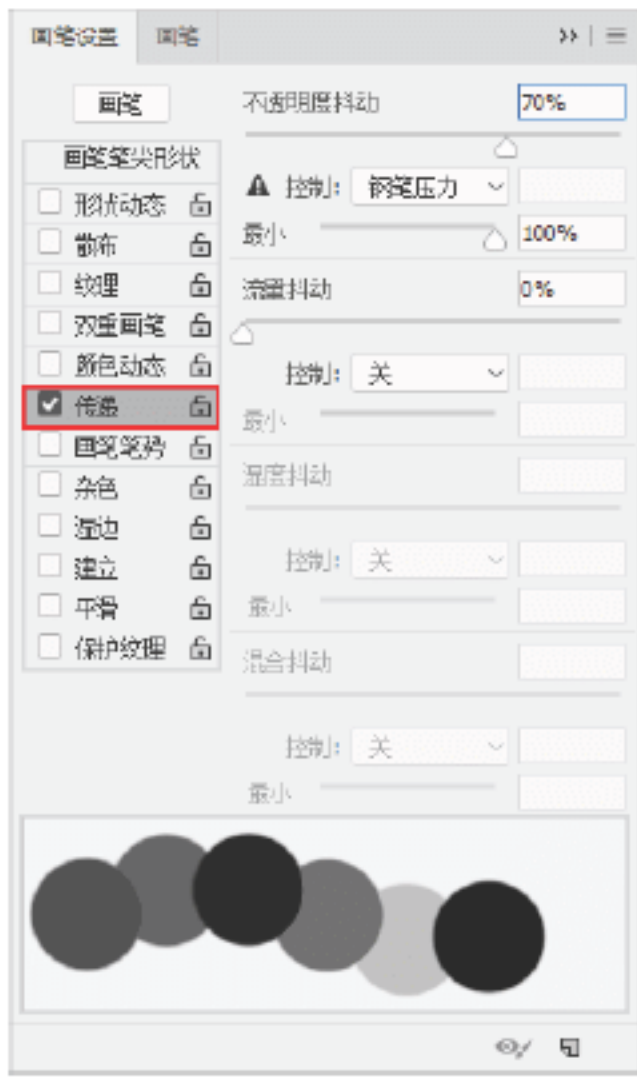 画笔设置 画笔
画笔
画笔笔尖形状
形状动态
散布
纹理
双重画笔
颜色动态
传递
画笔笔势
杂色
湿边
建立
平滑
保护纹理
不透明度抖动 70%
控制: 钢笔压力
最小 100%
流量抖动 0%
控制: 关
最小
湿度抖动
控制: 关
最小
混合抖动
控制: 关
最小